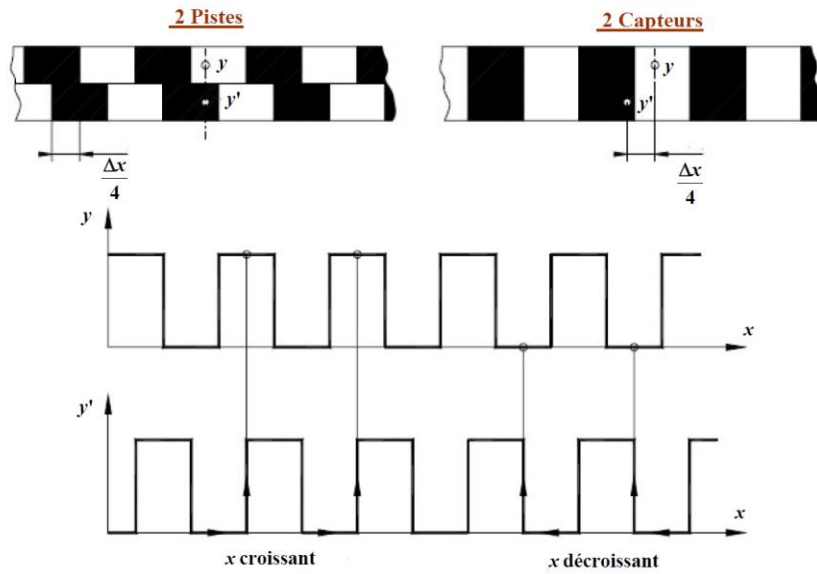 2 Pistes
2 Capteurs
y
y'
Δx
4
y
y'
Δx
4
y
x
y'
x
x croissant
x décroissant